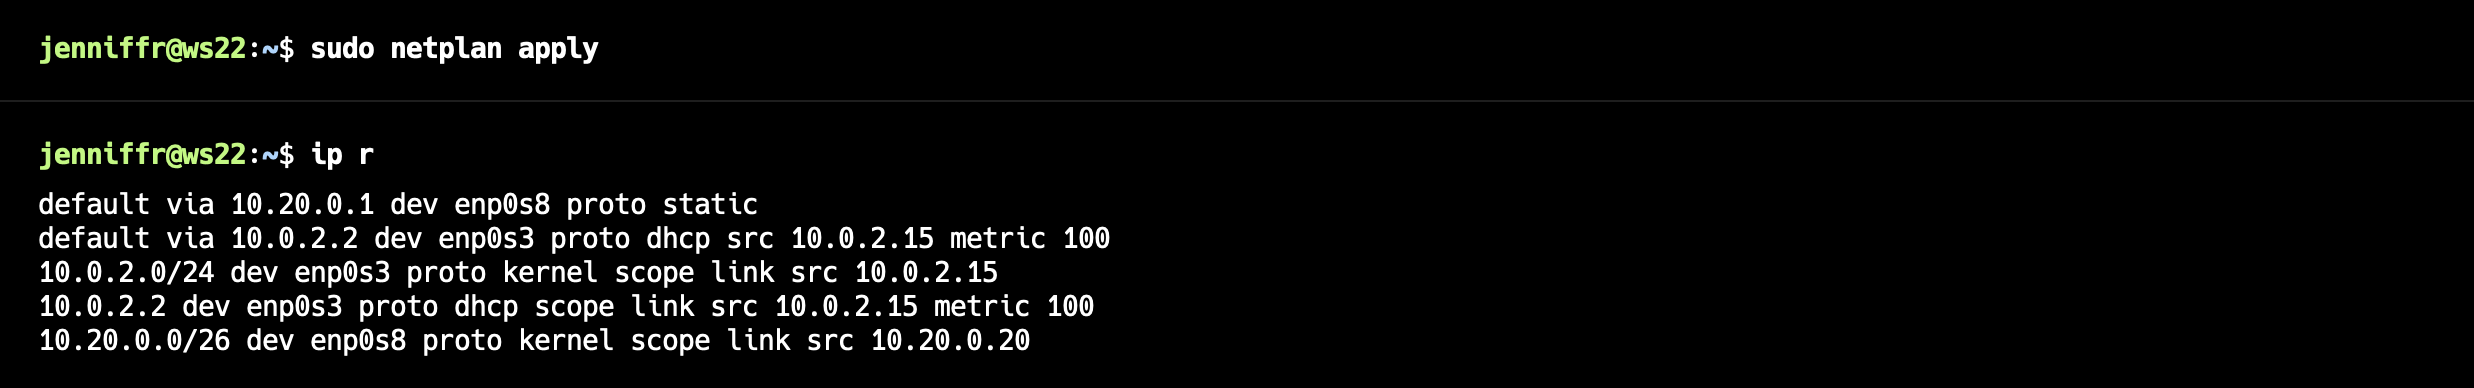 jenniffr@ws22:~$ sudo netplan apply
jenniffr@ws22:~$ ip r
default via 10.20.0.1 dev enp0s8 proto static
default via 10.0.2.2 dev enp0s3 proto dhcp src 10.0.2.15 metric 100
10.0.2.0/24 dev enp0s3 proto kernel scope link src 10.0.2.15
10.0.2.2 dev enp0s3 proto dhcp scope link src 10.0.2.15 metric 100
10.20.0.0/26 dev enp0s8 proto kernel scope link src 10.20.0.20